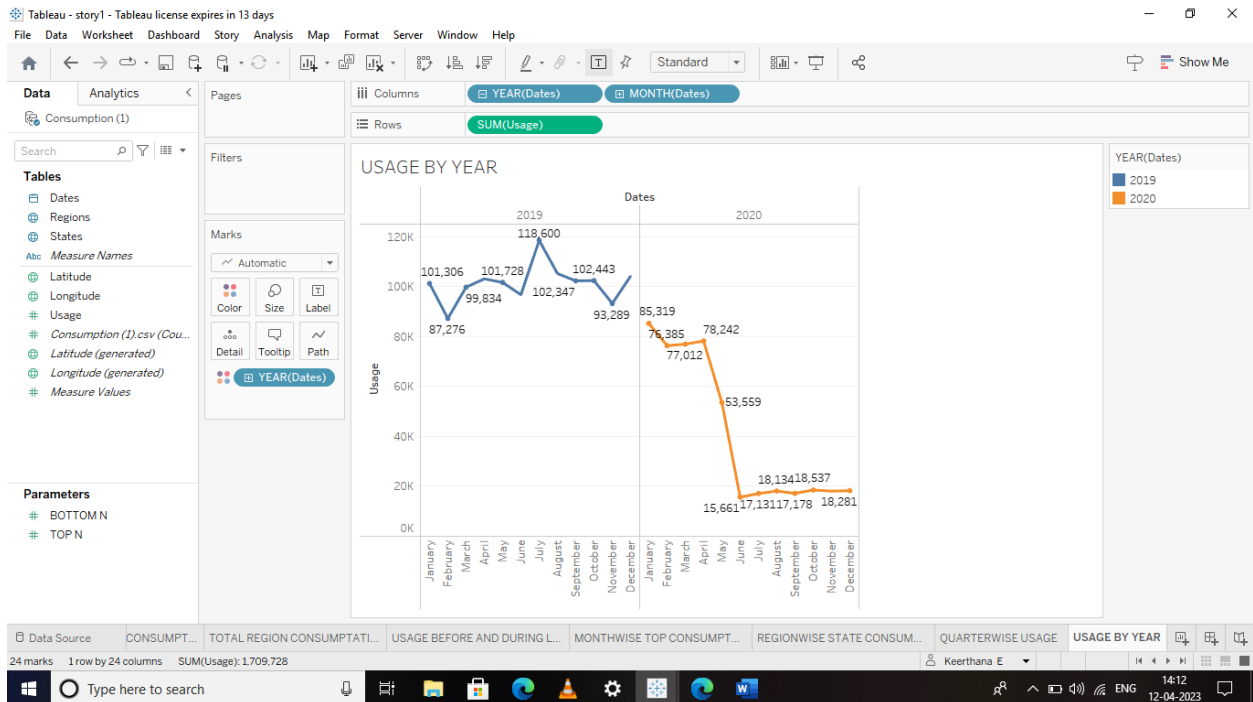 Tableau - story1 - Tableau license expires in 13 days
File Data Worksheet Dashboard Story Analysis Map Format Server Window Help
Standard
Show Me
Data Analytics
Consumption (1)
Search
Tables
Dates
Regions
States
Abc Measure Names
Latitude
Longitude
# Usage
# Consumption (1).csv (Cou...
Latitude (generated)
Longitude (generated)
# Measure Values
Parameters
# BOTTOM N
# TOP N
Pages
Filters
Marks
Automatic
Color Size Label
Detail Tooltip Path
YEAR(Dates)
Columns YEAR(Dates) MONTH(Dates)
Rows SUM(Usage)
USAGE BY YEAR
Dates
2019 2020
Usage
120K
100K
80K
60K
40K
20K
0K
101,306
87,276
99,834
101,728
118,600
102,347
102,443
93,289
85,319
76,385
77,012
78,242
53,559
15,661
17,131
18,134
17,178
18,537
18,281
January February March April May June July August September October November December
January February March April May June July August September October November December
YEAR(Dates)
2019
2020
Data Source CONSUMPT... TOTAL REGION CONSUMPTATI... USAGE BEFORE AND DURING L... MONTHWISE TOP CONSUMPT... REGIONWISE STATE CONSUM... QUARTERWISE USAGE USAGE BY YEAR
24 marks 1 row by 24 columns SUM(Usage): 1,709,728
Keerthana E
Type here to search
ENG
14:12
12-04-2023